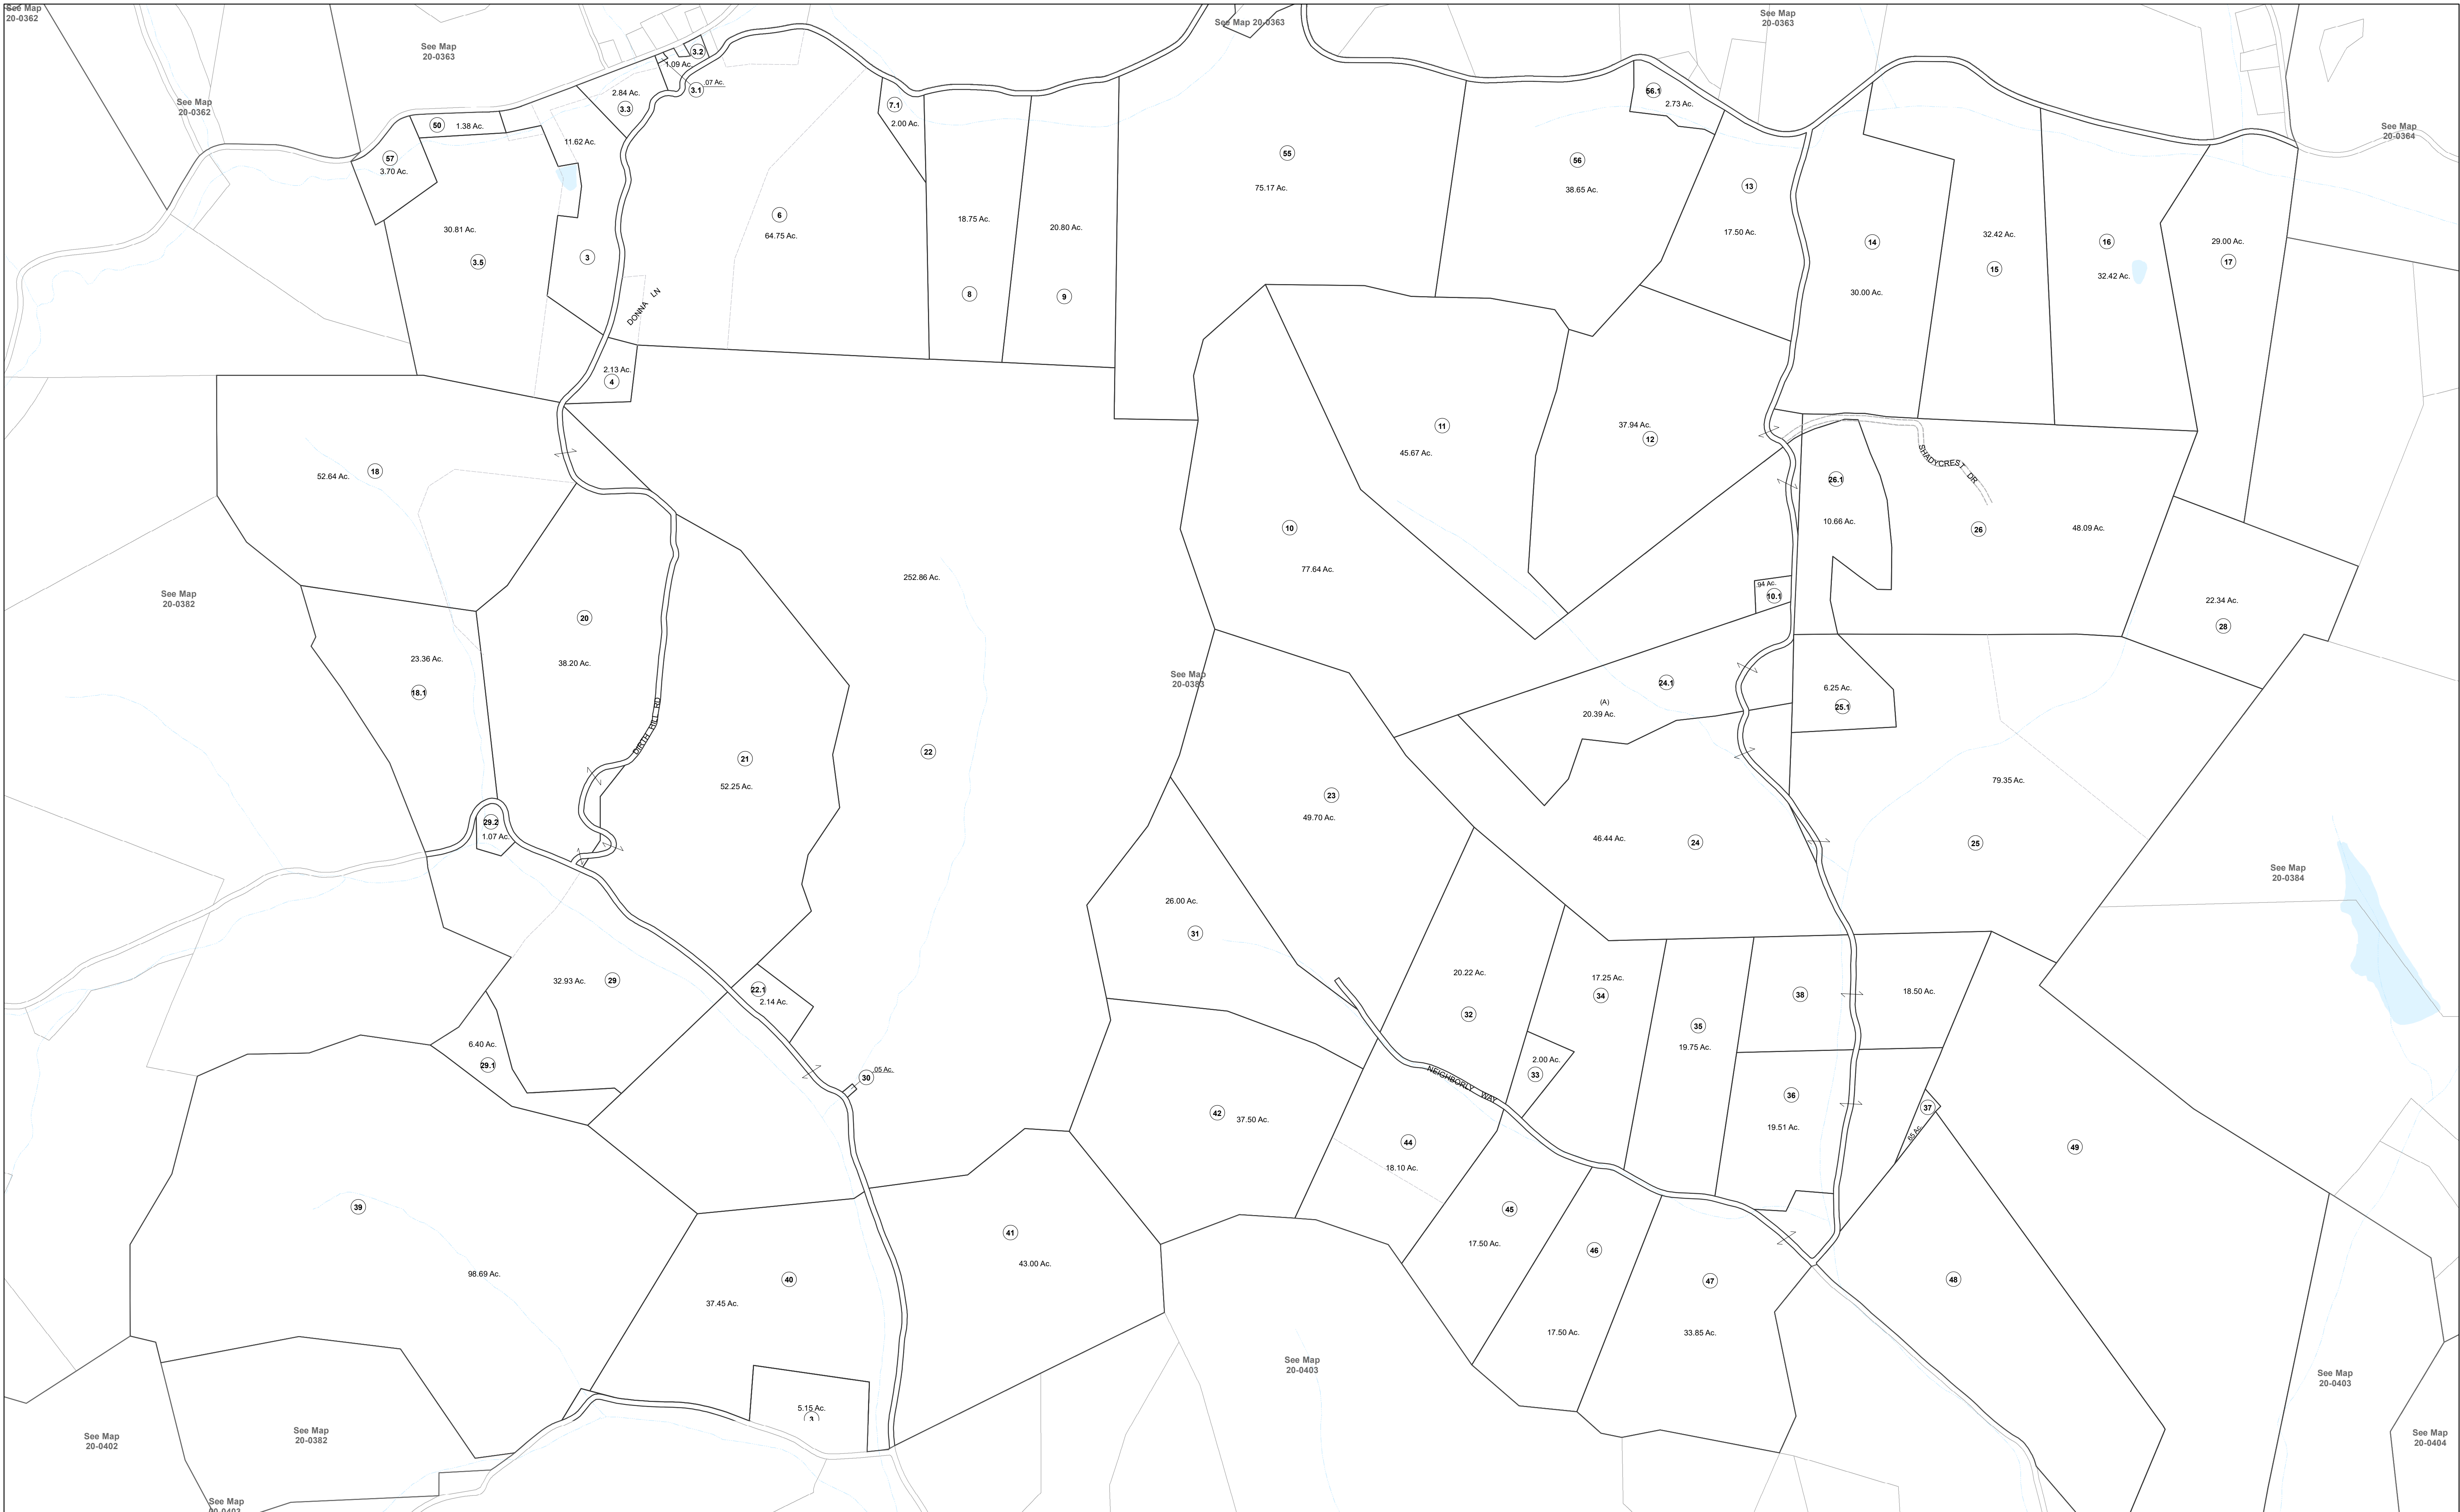 See Map
20-0362
See Map
20-0363
See Map 20-0363
See Map
20-0363
See Map
20-0362
See Map
20-0364
3.2
1.09 Ac.
3.1
.07 Ac.
2.84 Ac.
3.3
50
1.38 Ac.
11.62 Ac.
57
3.70 Ac.
7.1
2.00 Ac.
56.1
2.73 Ac.
55
75.17 Ac.
56
38.65 Ac.
13
17.50 Ac.
6
64.75 Ac.
18.75 Ac.
20.80 Ac.
8
9
30.81 Ac.
3.5
3
14
30.00 Ac.
32.42 Ac.
15
16
32.42 Ac.
29.00 Ac.
17
DONNA LN
2.13 Ac.
4
11
45.67 Ac.
37.94 Ac.
12
52.64 Ac.
18
SHADYCREST DR
26.1
10.66 Ac.
26
48.09 Ac.
10
77.64 Ac.
252.86 Ac.
94 Ac.
10.1
See Map
20-0382
20
38.20 Ac.
22.34 Ac.
28
23.36 Ac.
18.1
See Map
20-0383
24.1
(A)
20.39 Ac.
6.25 Ac.
25.1
DIRTH HILL RD
21
52.25 Ac.
22
79.35 Ac.
25
23
49.70 Ac.
29.2
1.07 Ac.
46.44 Ac.
24
See Map
20-0384
26.00 Ac.
31
32.93 Ac.
29
22.1
2.14 Ac.
20.22 Ac.
32
17.25 Ac.
34
38
18.50 Ac.
35
19.75 Ac.
6.40 Ac.
29.1
30
.05 Ac.
2.00 Ac.
33
NEIGHBORLY WAY
36
19.51 Ac.
37
65 Ac.
42
37.50 Ac.
44
18.10 Ac.
49
39
98.69 Ac.
45
17.50 Ac.
41
43.00 Ac.
46
17.50 Ac.
40
37.45 Ac.
47
33.85 Ac.
48
5.15 Ac.
3
See Map
20-0403
See Map
20-0403
See Map
20-0402
See Map
20-0382
See Map
20-0404
See Map
20-0403